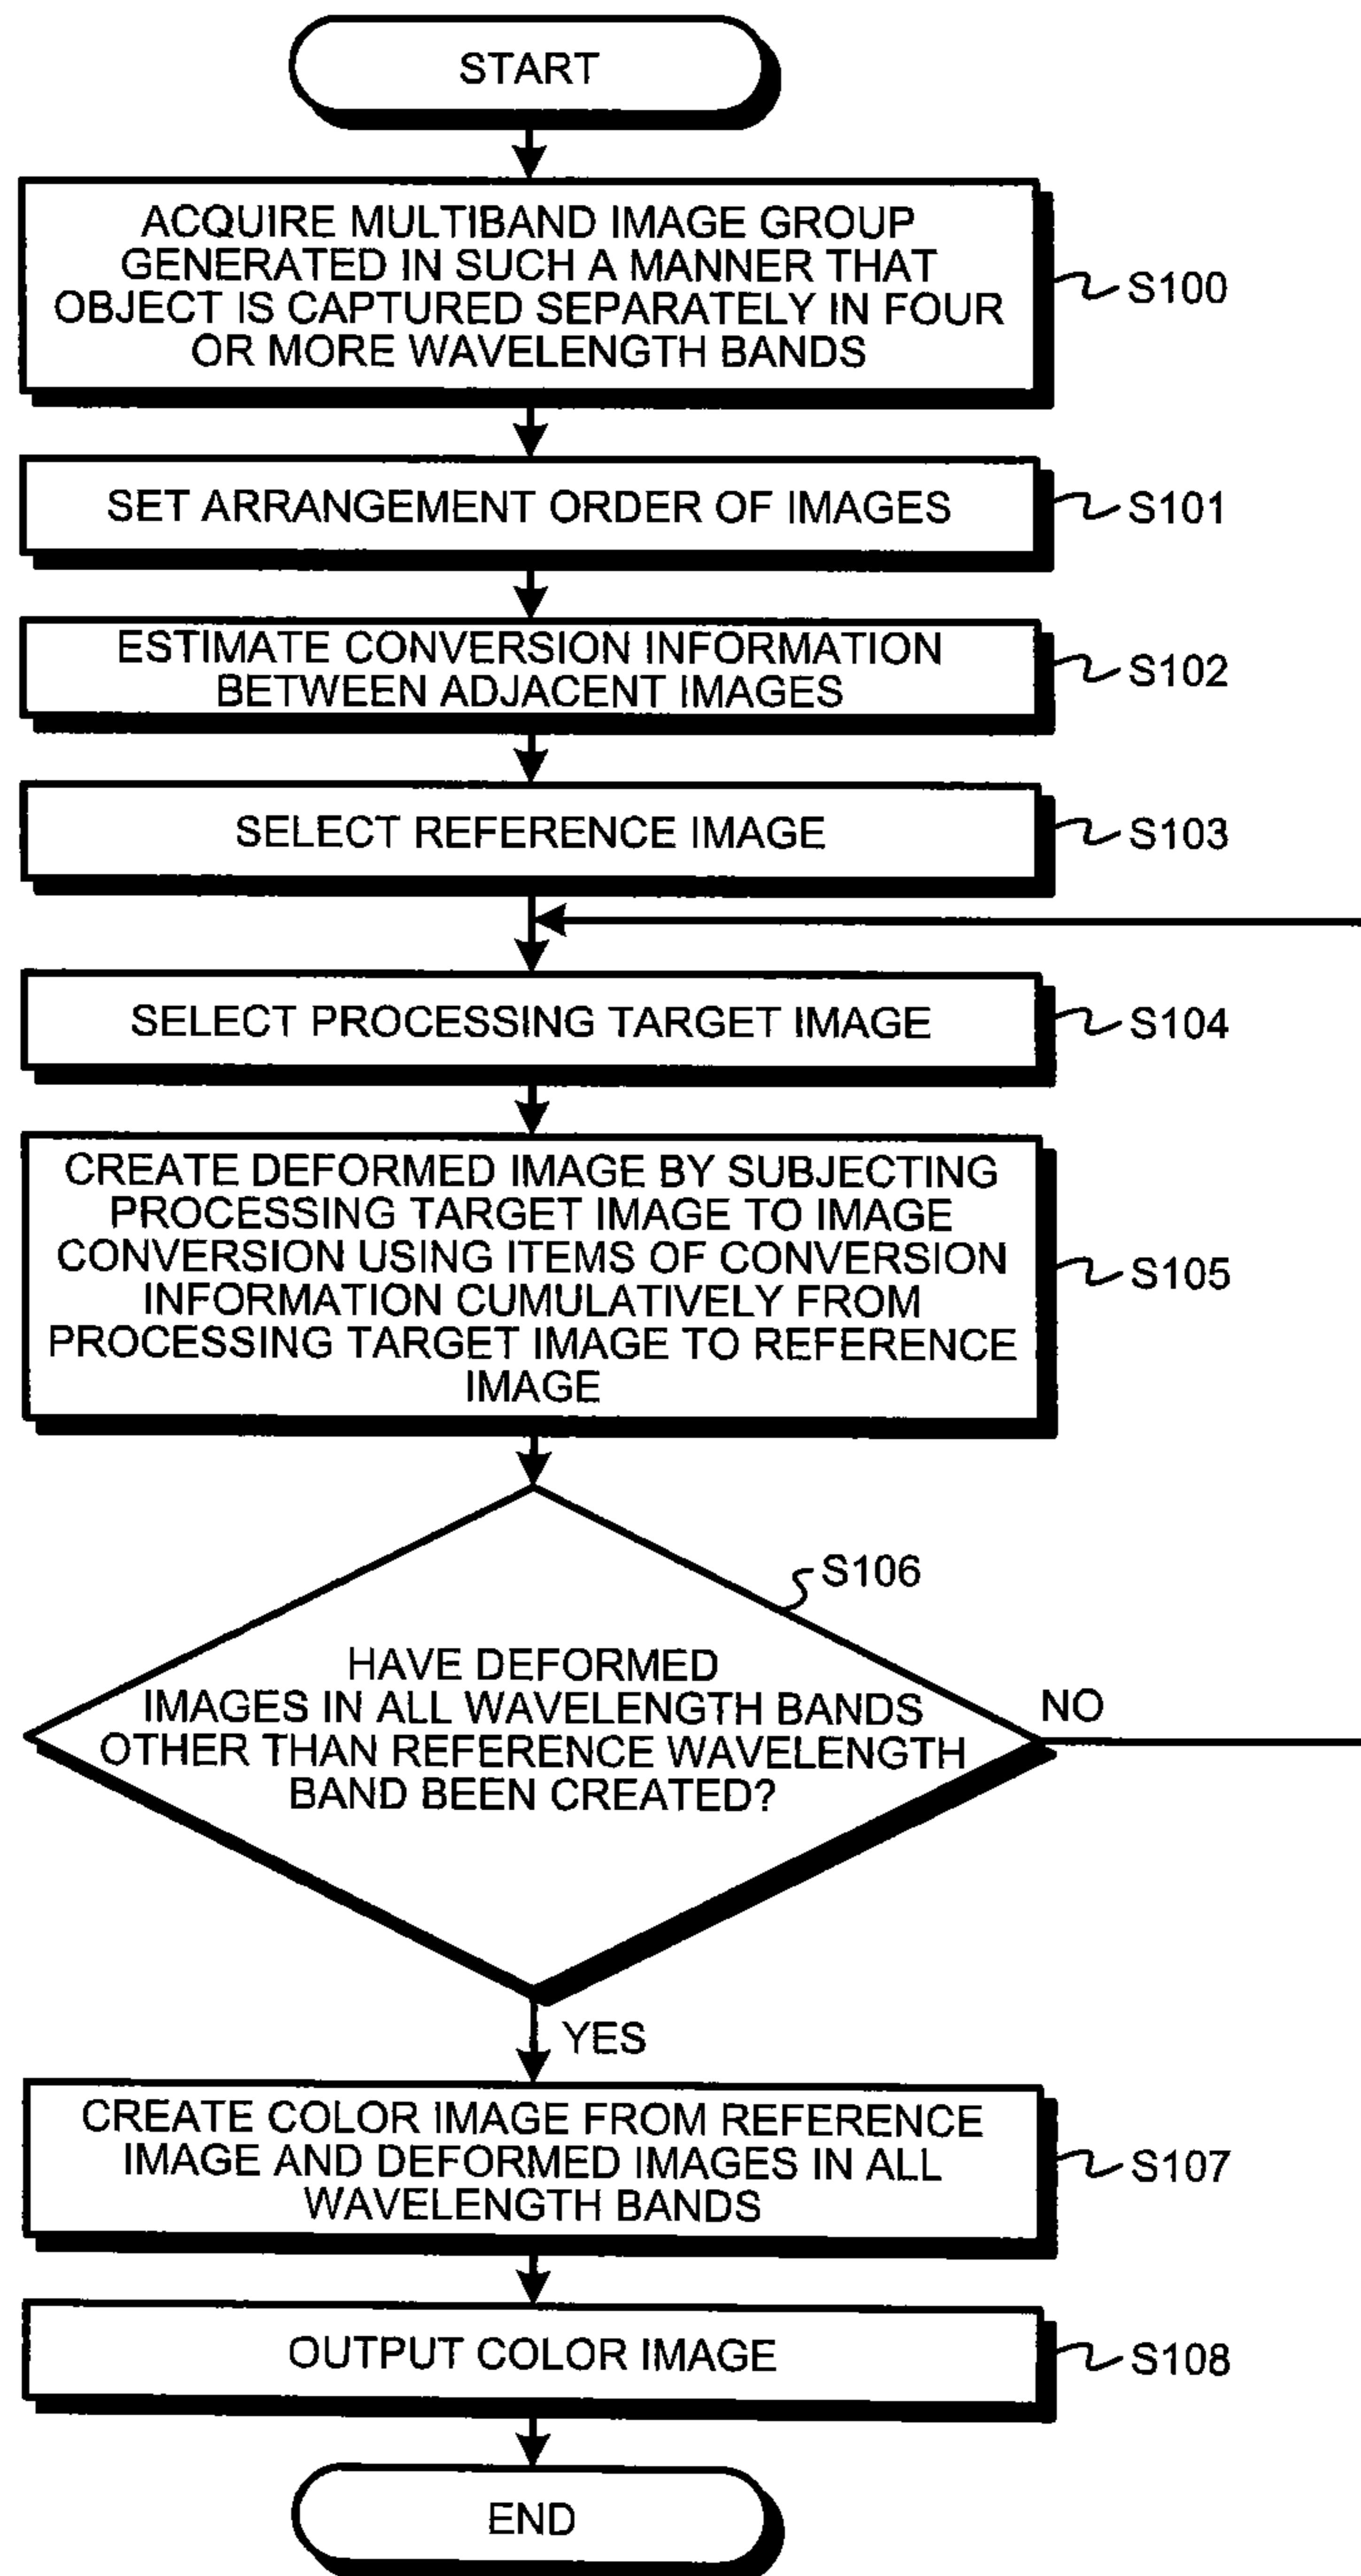 START
ACQUIRE MULTIBAND IMAGE GROUP
GENERATED IN SUCH A MANNER THAT
OBJECT IS CAPTURED SEPARATELY IN FOUR
OR MORE WAVELENGTH BANDS
S100
SET ARRANGEMENT ORDER OF IMAGES
S101
ESTIMATE CONVERSION INFORMATION
BETWEEN ADJACENT IMAGES
S102
SELECT REFERENCE IMAGE
S103
SELECT PROCESSING TARGET IMAGE
S104
CREATE DEFORMED IMAGE BY SUBJECTING
PROCESSING TARGET IMAGE TO IMAGE
CONVERSION USING ITEMS OF CONVERSION
INFORMATION CUMULATIVELY FROM
PROCESSING TARGET IMAGE TO REFERENCE
IMAGE
S105
S106
HAVE DEFORMED
IMAGES IN ALL WAVELENGTH BANDS
OTHER THAN REFERENCE WAVELENGTH
BAND BEEN CREATED?
NO
YES
CREATE COLOR IMAGE FROM REFERENCE
IMAGE AND DEFORMED IMAGES IN ALL
WAVELENGTH BANDS
S107
OUTPUT COLOR IMAGE
S108
END